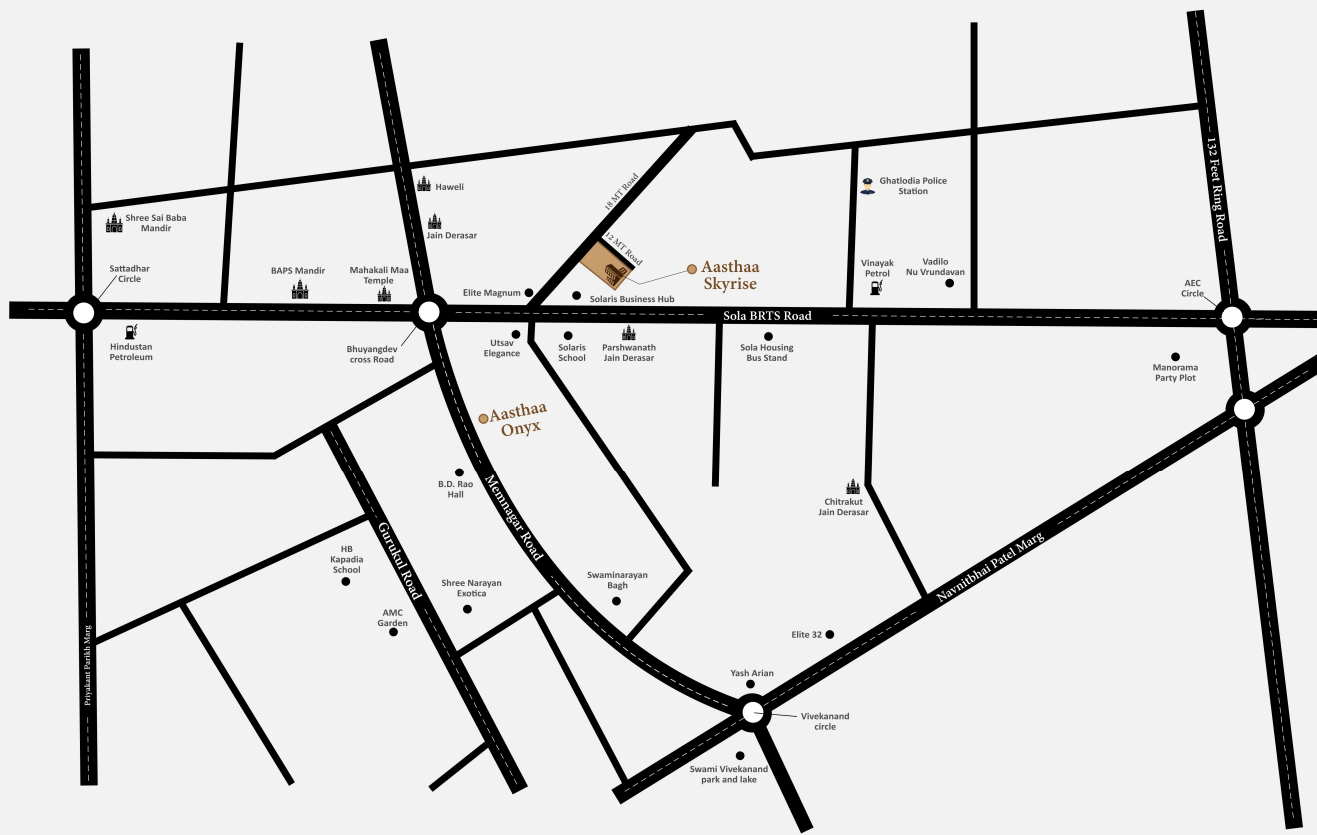 132 Feet Ring Road
Ghatlodia Police
Station
Haweli
18 MT Road
Shree Sai Baba
Mandir
Jain Derasar
12 MT Road
Sattadhar
Circle
BAPS Mandir
Mahakali Maa
Temple
Aasthaa
Skyrise
Vinayak
Petrol
Vadilo
Nu Vrundavan
AEC
Circle
Elite Magnum
Solaris Business Hub
Sola BRTS Road
Hindustan
Petroleum
Bhuyangdev
cross Road
Utsav
Elegance
Solaris
School
Parshwanath
Jain Derasar
Sola Housing
Bus Stand
Manorama
Party Plot
Aasthaa
Onyx
B.D. Rao
Hall
Memnagar Road
Chitrakut
Jain Derasar
Gurukul Road
HB
Kapadia
School
Navnitbhai Patel Marg
Shree Narayan
Exotica
Swaminarayan
Bagh
AMC
Garden
Elite 32
Priyakant Parikh Marg
Yash Arian
Vivekanand
circle
Swami Vivekanand
park and lake